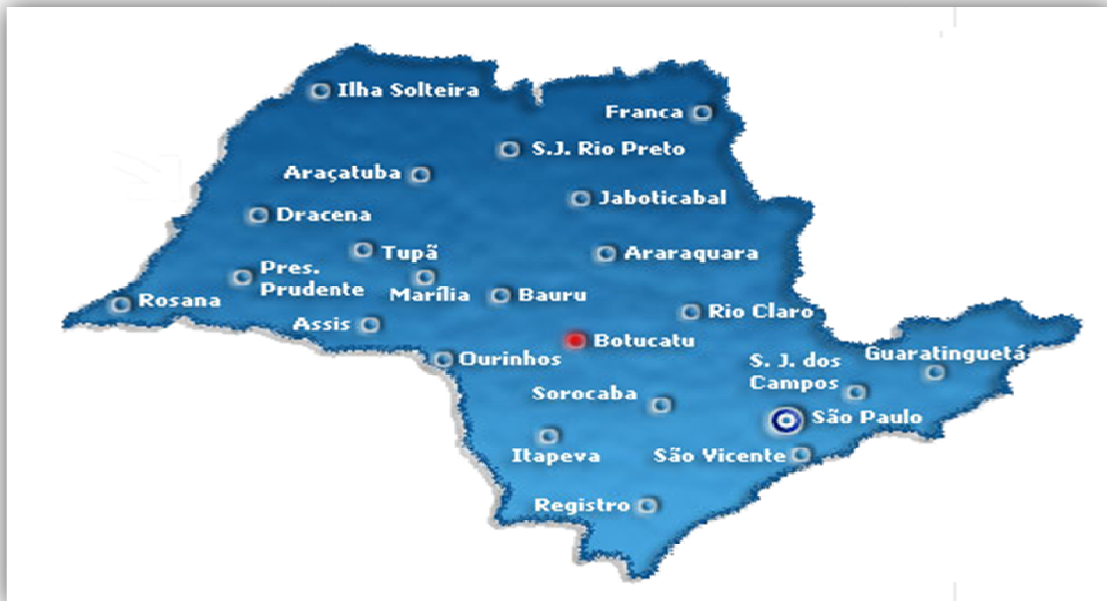 Ilha Solteira
Franca
S.J. Rio Preto
Araçatuba
Jaboticabal
Dracena
Tupã
Araraquara
Pres.
Prudente
Marília
Bauru
Rosana
Rio Claro
Assis
Botucatu
Ourinhos
S. J. dos
Campos
Guaratinguetá
Sorocaba
São Paulo
Itapeva
São Vicente
Registro